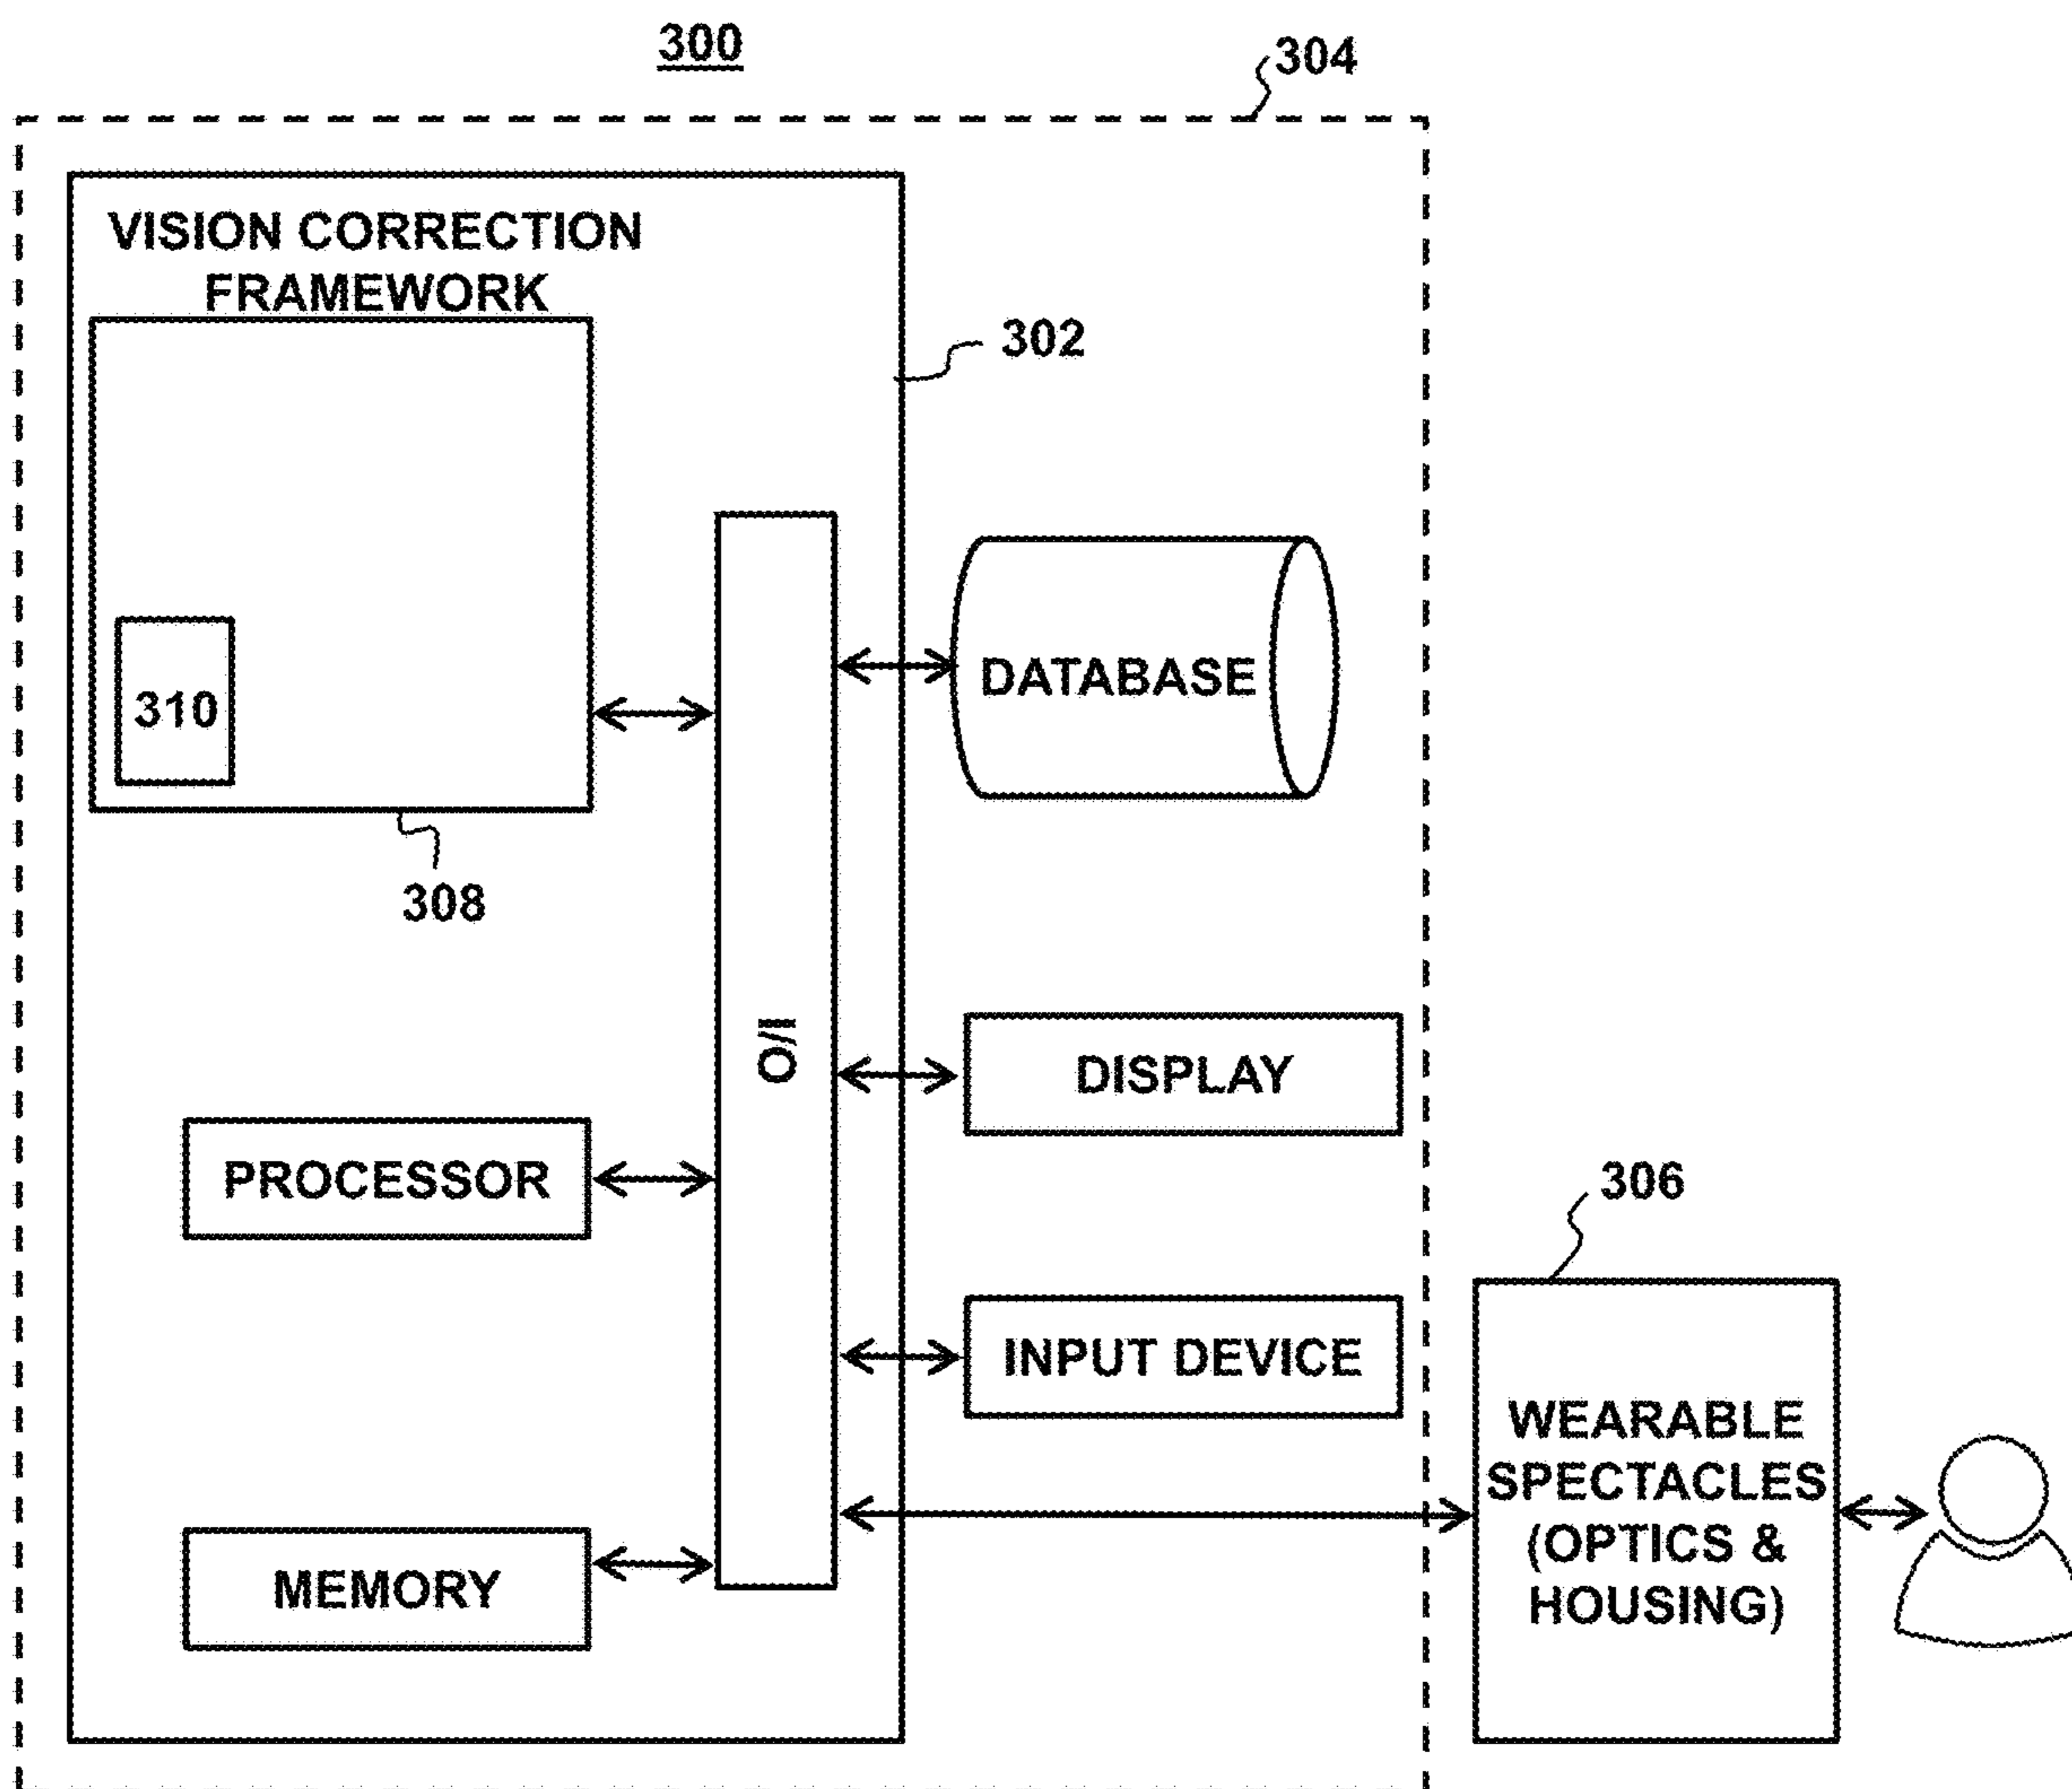 300
304
VISION CORRECTION
FRAMEWORK
302
310
DATABASE
308
O/I
DISPLAY
PROCESSOR
306
INPUT DEVICE
WEARABLE
SPECTACLES
(OPTICS &
HOUSING)
MEMORY